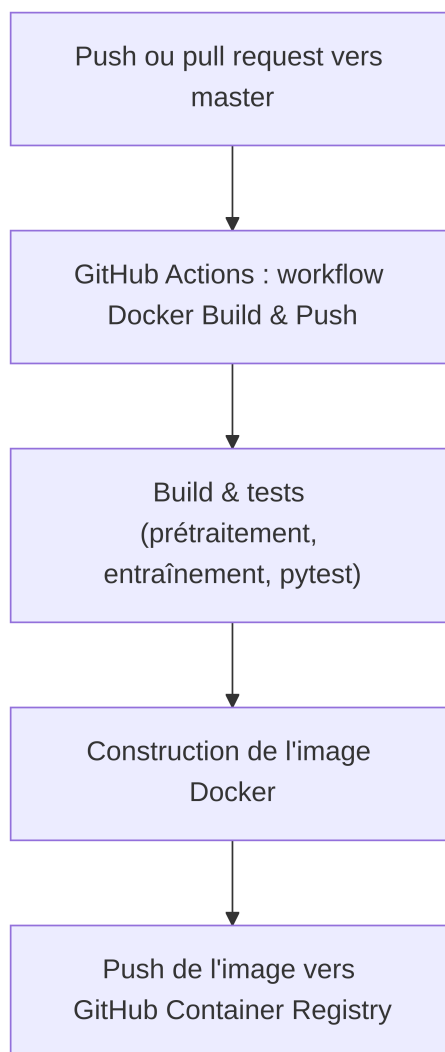 Push ou pull request vers
master
GitHub Actions : workflow
Docker Build & Push
Build & tests
(prétraitement,
entraînement, pytest)
Construction de l'image
Docker
Push de l'image vers
GitHub Container Registry